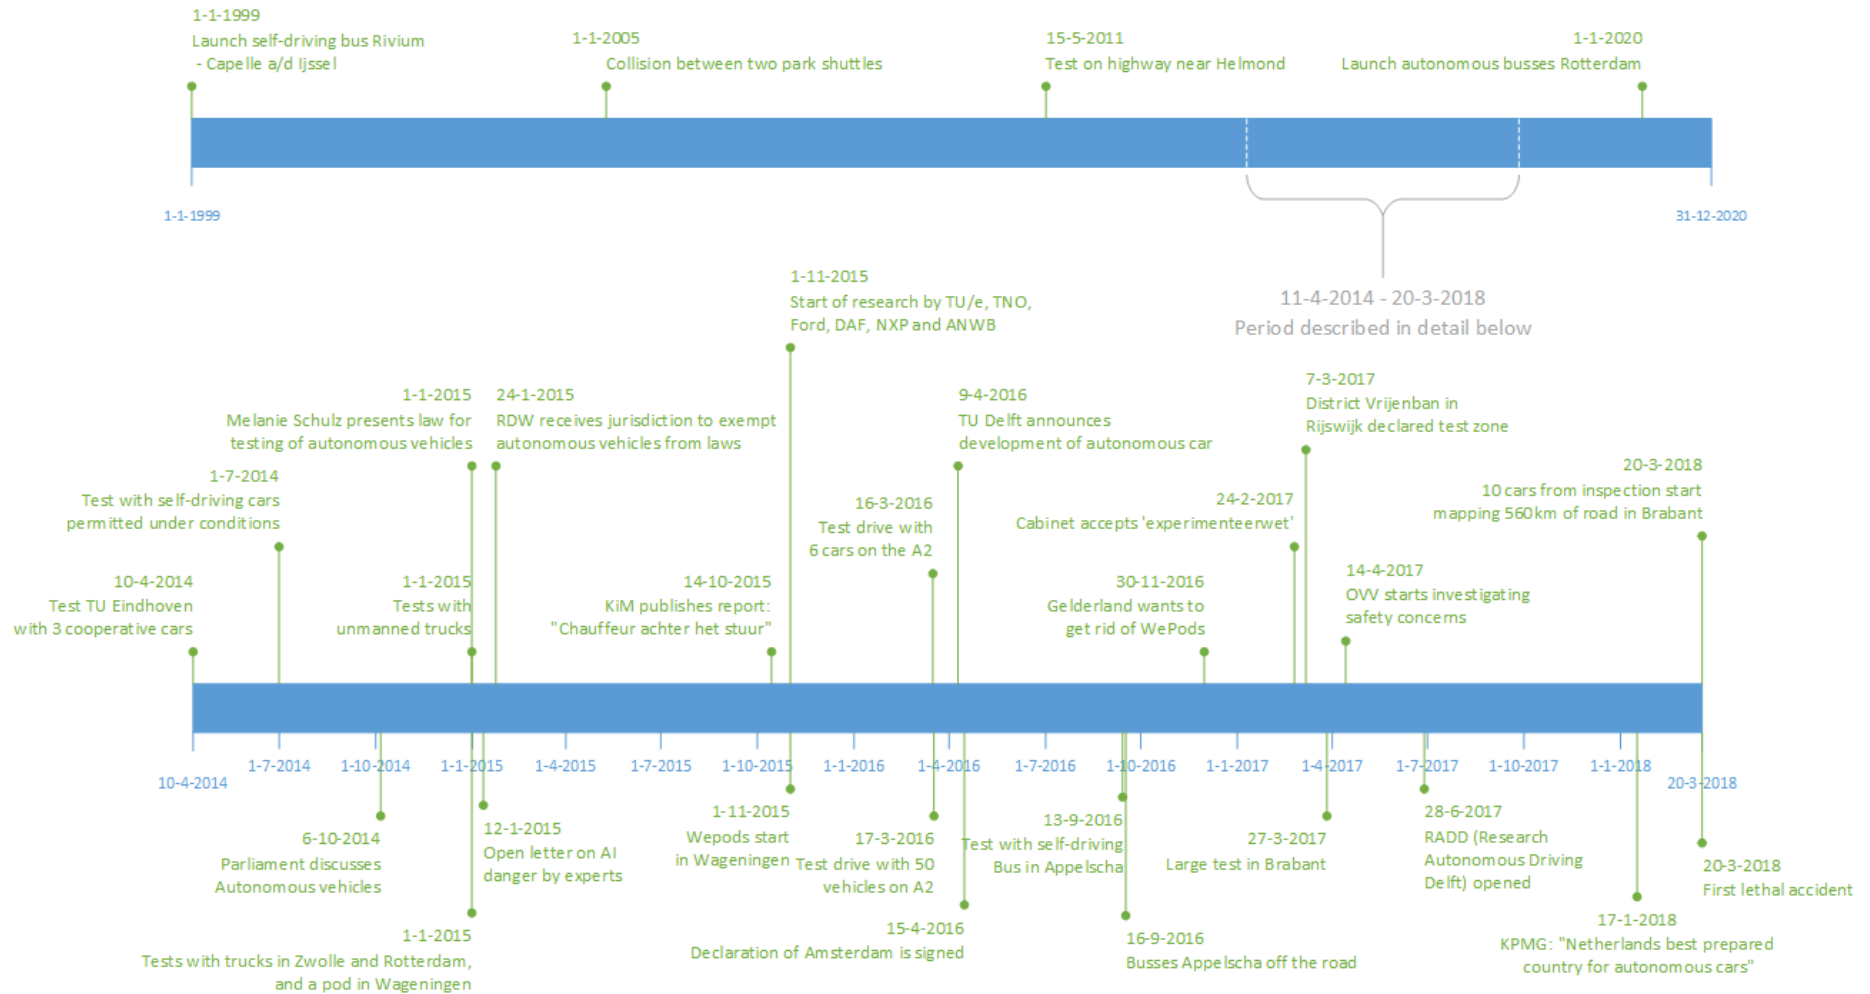 1-1-1999
Launch self-driving bus Rivium
- Capelle a/d Ijssel
1-1-2005
Collision between two park shuttles
15-5-2011
Test on highway near Helmond
1-1-2020
Launch autonomous busses Rotterdam
1-1-1999
31-12-2020
11-4-2014 - 20-3-2018
Period described in detail below
1-11-2015
Start of research by TU/e, TNO,
Ford, DAF, NXP and ANWB
1-1-2015
Melanie Schulz presents law for
testing of autonomous vehicles
24-1-2015
RDW receives jurisdiction to exempt
autonomous vehicles from laws
9-4-2016
TU Delft announces
development of autonomous car
7-3-2017
District Vrijenban in
Rijswijk declared test zone
1-7-2014
Test with self-driving cars
permitted under conditions
16-3-2016
Test drive with
6 cars on the A2
24-2-2017
Cabinet accepts 'experimenteerwet'
20-3-2018
10 cars from inspection start
mapping 560km of road in Brabant
10-4-2014
Test TU Eindhoven
with 3 cooperative cars
1-1-2015
Tests with
unmanned trucks
14-10-2015
KiM publishes report:
"Chauffeur achter het stuur"
30-11-2016
Gelderland wants to
get rid of WePods
14-4-2017
OVV starts investigating
safety concerns
10-4-2014
1-7-2014
1-10-2014
1-1-2015
1-4-2015
1-7-2015
1-10-2015
1-1-2016
1-4-2016
1-7-2016
1-10-2016
1-1-2017
1-4-2017
1-7-2017
1-10-2017
1-1-2018
20-3-2018
6-10-2014
Parliament discusses
Autonomous vehicles
12-1-2015
Open letter on AI
danger by experts
1-1-2015
Tests with trucks in Zwolle and Rotterdam,
and a pod in Wageningen
1-11-2015
Wepods start
in Wageningen
17-3-2016
Test drive with 50
vehicles on A2
15-4-2016
Declaration of Amsterdam is signed
13-9-2016
Test with self-driving
Bus in Appelscha
16-9-2016
Busses Appelscha off the road
27-3-2017
Large test in Brabant
28-6-2017
RADD (Research
Autonomous Driving
Delft) opened
17-1-2018
KPMG: "Netherlands best prepared
country for autonomous cars"
20-3-2018
First lethal accident